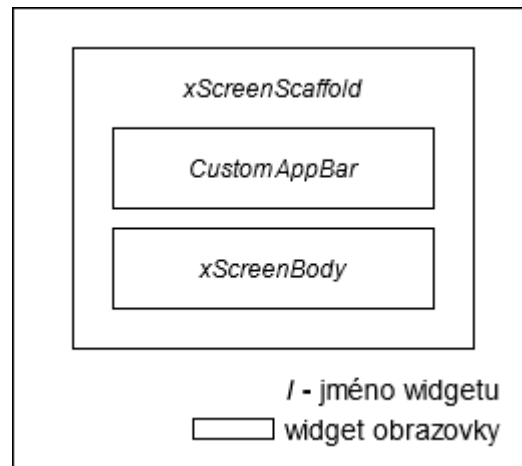 xScreenScaffold
CustomAppBar
xScreenBody
I - jméno widgetu
widget obrazovky